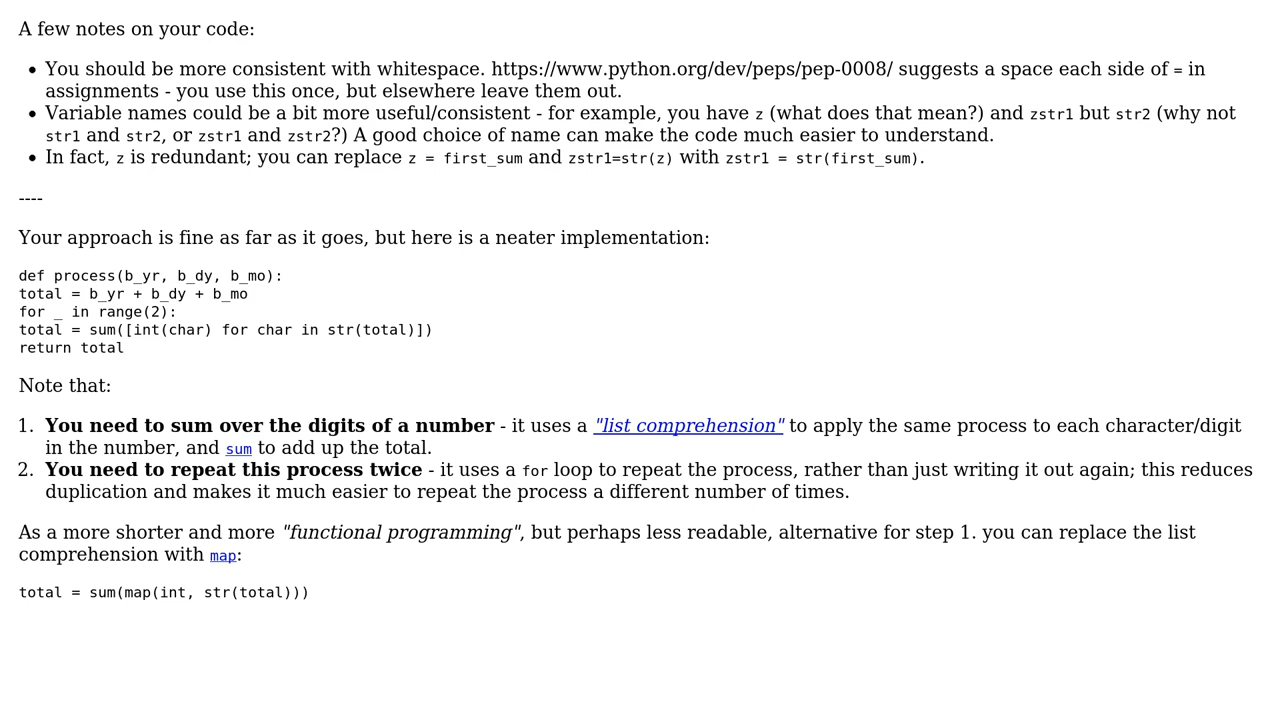 A few notes on your code:
• You should be more consistent with whitespace. https://www.python.org/dev/peps/pep-0008/ suggests a space each side of = in
assignments - you use this once, but elsewhere leave them out.
• Variable names could be a bit more useful/consistent - for example, you have z (what does that mean?) and zstr1 but str2 (why not
str1 and str2, or zstr1 and zstr2?) A good choice of name can make the code much easier to understand.
• In fact, z is redundant; you can replace z = first_sum and zstr1=str(z) with zstr1 = str(first_sum).
----
Your approach is fine as far as it goes, but here is a neater implementation:
def process(b_yr, b_dy, b_mo):
total = b_yr + b_dy + b_mo
for _ in range(2):
total = sum([int(char) for char in str(total)])
return total
Note that:
1. You need to sum over the digits of a number - it uses a "list comprehension" to apply the same process to each character/digit
in the number, and sum to add up the total.
2. You need to repeat this process twice - it uses a for loop to repeat the process, rather than just writing it out again; this reduces
duplication and makes it much easier to repeat the process a different number of times.
As a more shorter and more "functional programming", but perhaps less readable, alternative for step 1. you can replace the list
comprehension with map:
total = sum(map(int, str(total)))